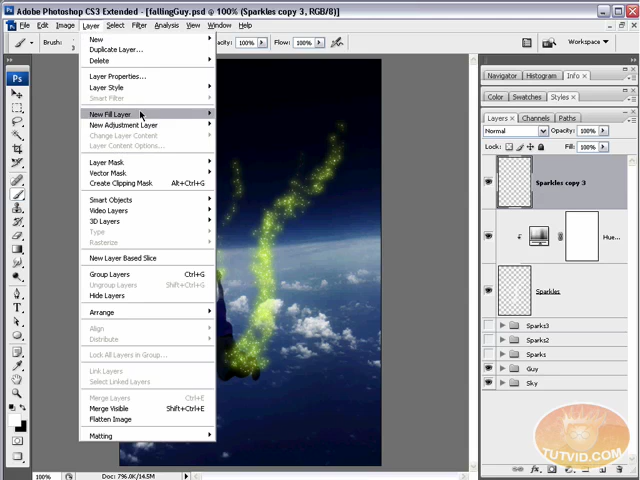 Adobe Photoshop CS3 Extended - [fallingGuy.psd @ 100% (Sparkles copy 3, RGB/8)]
File Edit Image Layer Select Filter Analysis View Window Help
Brush: 3 acity: 100% Flow: 100% Workspace
New
Duplicate Layer...
Delete
Layer Properties...
Layer Style
Smart Filter
New Fill Layer
New Adjustment Layer
Change Layer Content
Layer Content Options...
Layer Mask
Vector Mask
Create Clipping Mask Alt+Ctrl+G
Smart Objects
Video Layers
3D Layers
Type
Rasterize
New Layer Based Slice
Group Layers Ctrl+G
Ungroup Layers Shift+Ctrl+G
Hide Layers
Arrange
Align
Distribute
Lock All Layers in Group...
Link Layers
Select Linked Layers
Merge Layers Ctrl+E
Merge Visible Shift+Ctrl+E
Flatten Image
Matting
Ps
Navigator Histogram Info
Color Swatches Styles
Layers Channels Paths
Normal Opacity: 100%
Lock: Fill: 100%
Sparkles copy 3
Hue...
Sparkles
Sparks3
Sparks2
Sparks
Guy
Sky
TUTVID.COM
100% Doc: 796.0K/14.5M